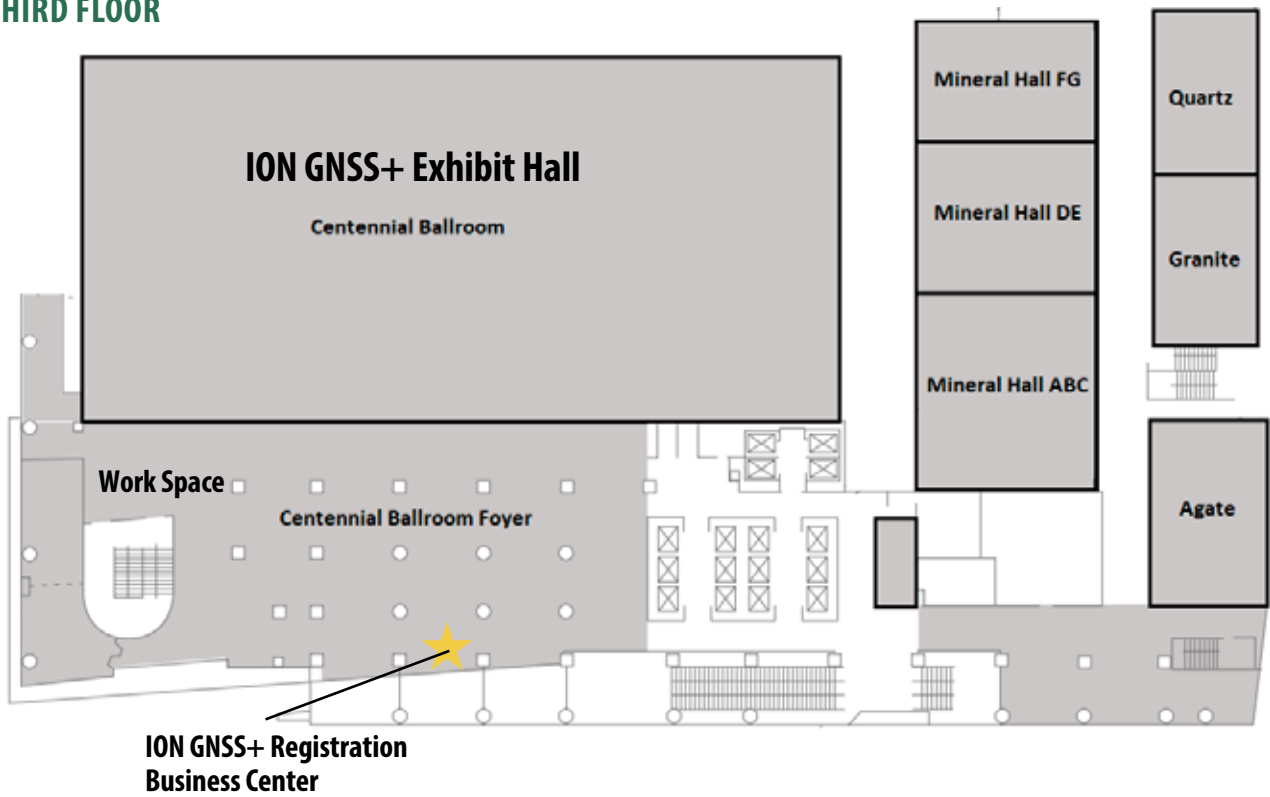 HIRD FLOOR
ION GNSS+ Exhibit Hall
Centennial Ballroom
Mineral Hall FG
Quartz
Mineral Hall DE
Granite
Mineral Hall ABC
Work Space
Centennial Ballroom Foyer
Agate
ION GNSS+ Registration
Business Center